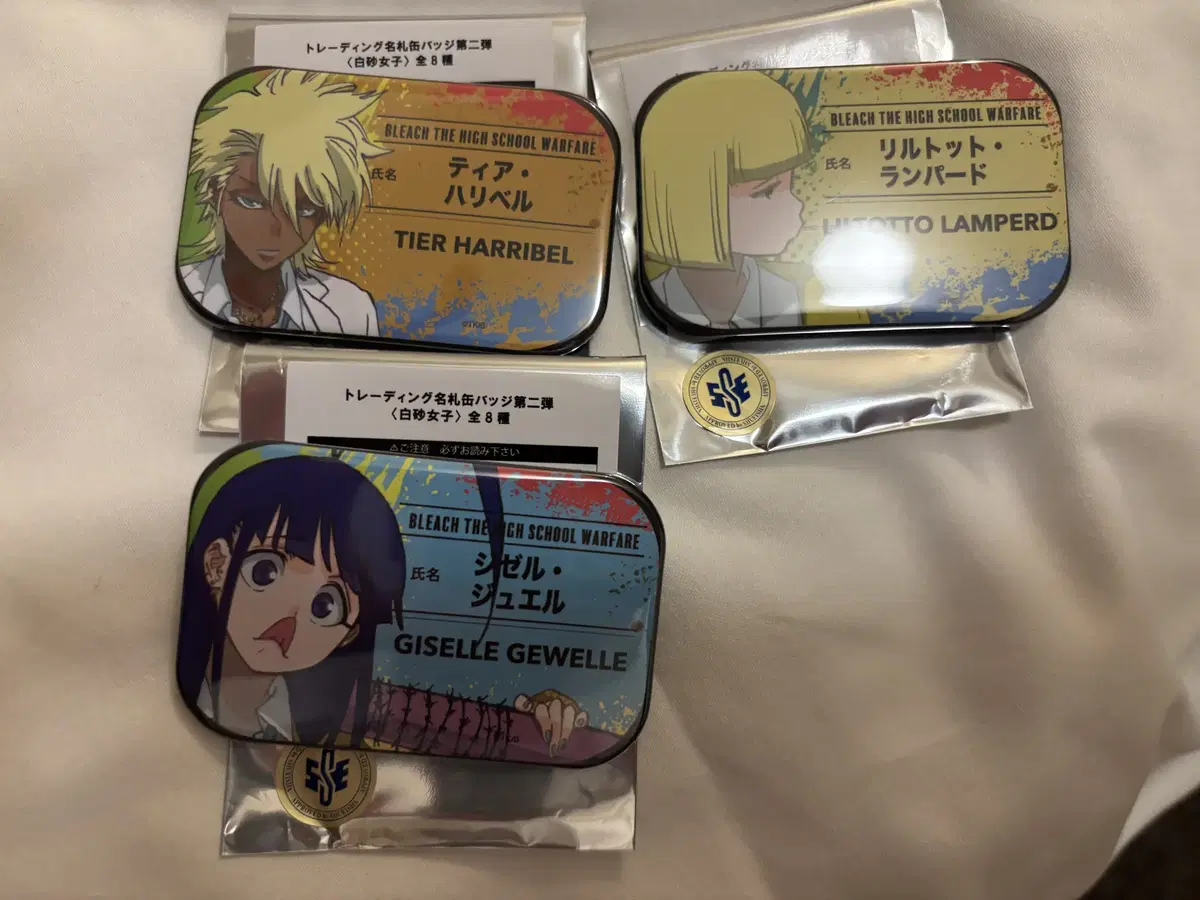 トレーディング名札缶バッジ第二弾
〈白砂女子〉全8種
BLEACH THE HIGH SCHOOL WARFARE
氏名
ティア・
ハリベル
TIER HARRIBEL
BLEACH THE HIGH SCHOOL WARFARE
氏名
リルトット・
ランパード
LAMPERD
SSE
トレーディング名札缶バッジ第二弾
〈白砂女子〉全8種
⚠ご注意 必ずお読み下さい
BLEACH THE HIGH SCHOOL WARFARE
氏名
ジゼル・
ジュエル
GISELLE GEWELLE
SSE